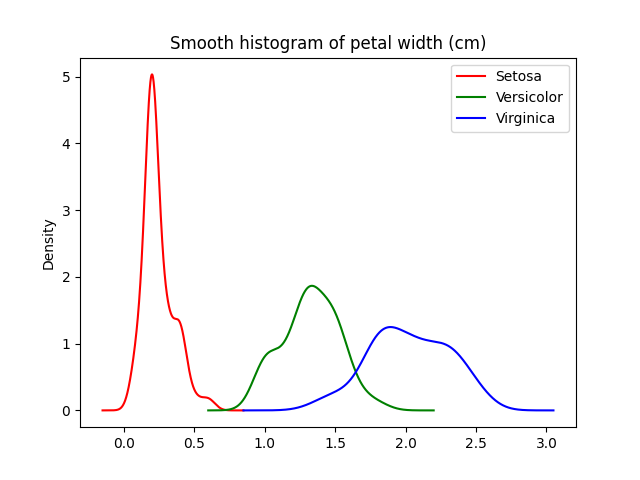 Smooth histogram of petal width (cm)
Setosa
Versicolor
Virginica
Density
5
4
3
2
1
0
0.0 0.5 1.0 1.5 2.0 2.5 3.0